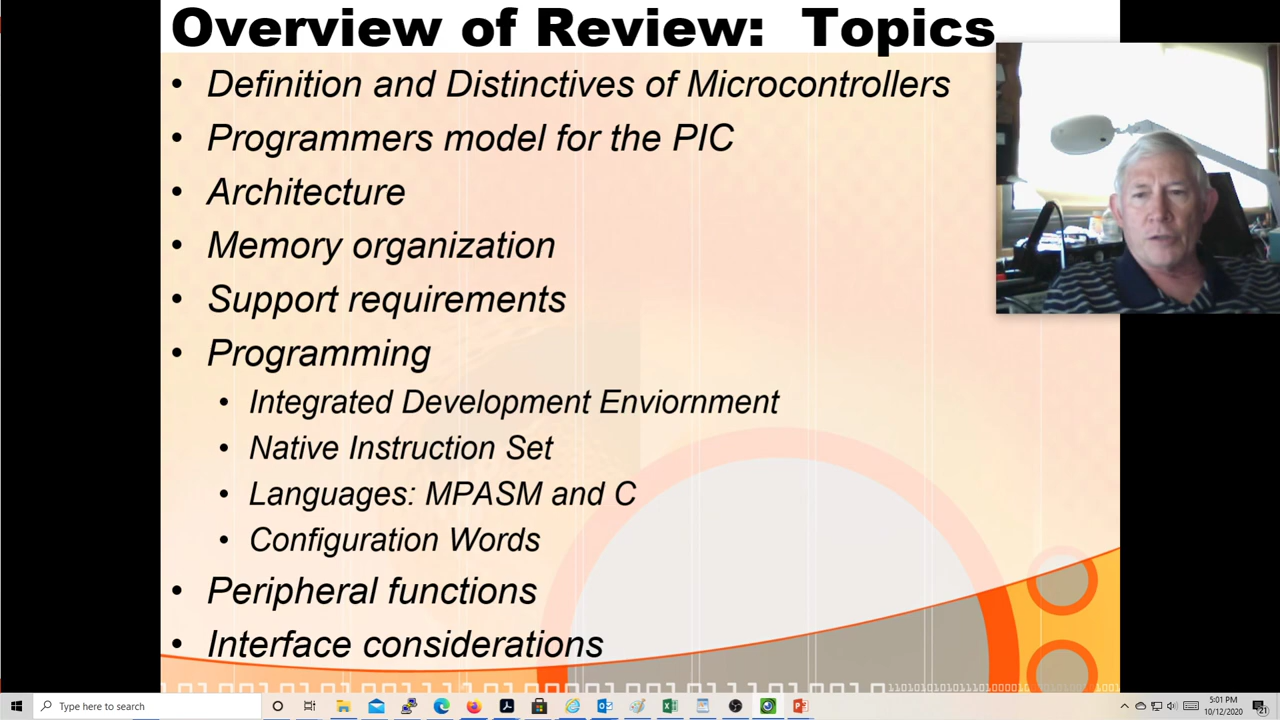 Overview of Review: Topics
• Definition and Distinctives of Microcontrollers
• Programmers model for the PIC
• Architecture
• Memory organization
• Support requirements
• Programming
• Integrated Development Enviornment
• Native Instruction Set
• Languages: MPASM and C
• Configuration Words
• Peripheral functions
• Interface considerations
Type here to search
5:01 PM
10/12/2020